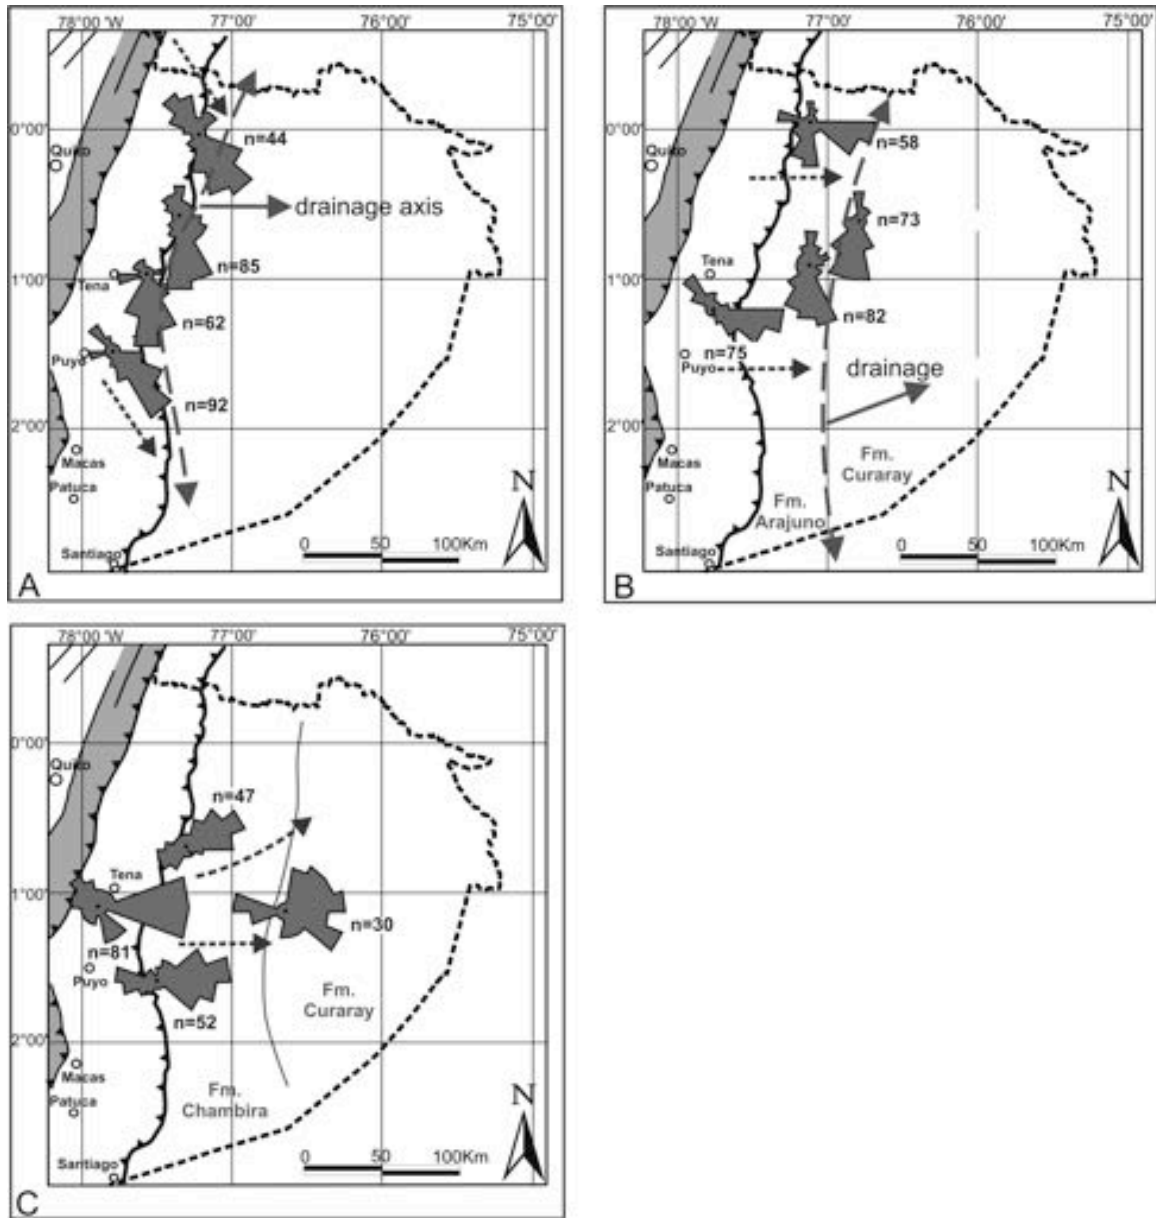 78°00' W 77°00' 76°00' 75°00'
0°00'
Quito
n=44
drainage axis
1°00'
Tena
n=85
n=62
Puyo
n=92
2°00'
Macas
Patuca
N
Santiago
0 50 100Km
A
78°00' W 77°00' 76°00' 75°00'
0°00'
Quito
n=58
n=73
Tena
1°00'
n=82
n=75
Puyo
drainage
2°00'
Macas
Fm.
Curaray
Patuca
Fm.
Arajuno
N
Santiago
0 50 100Km
B
78°00' W 77°00' 76°00' 75°00'
0°00'
Quito
n=47
Tena
1°00'
n=30
n=81
Puyo
Fm.
Curaray
n=52
2°00'
Macas
Patuca
Fm.
Chambira
N
Santiago
0 50 100Km
C